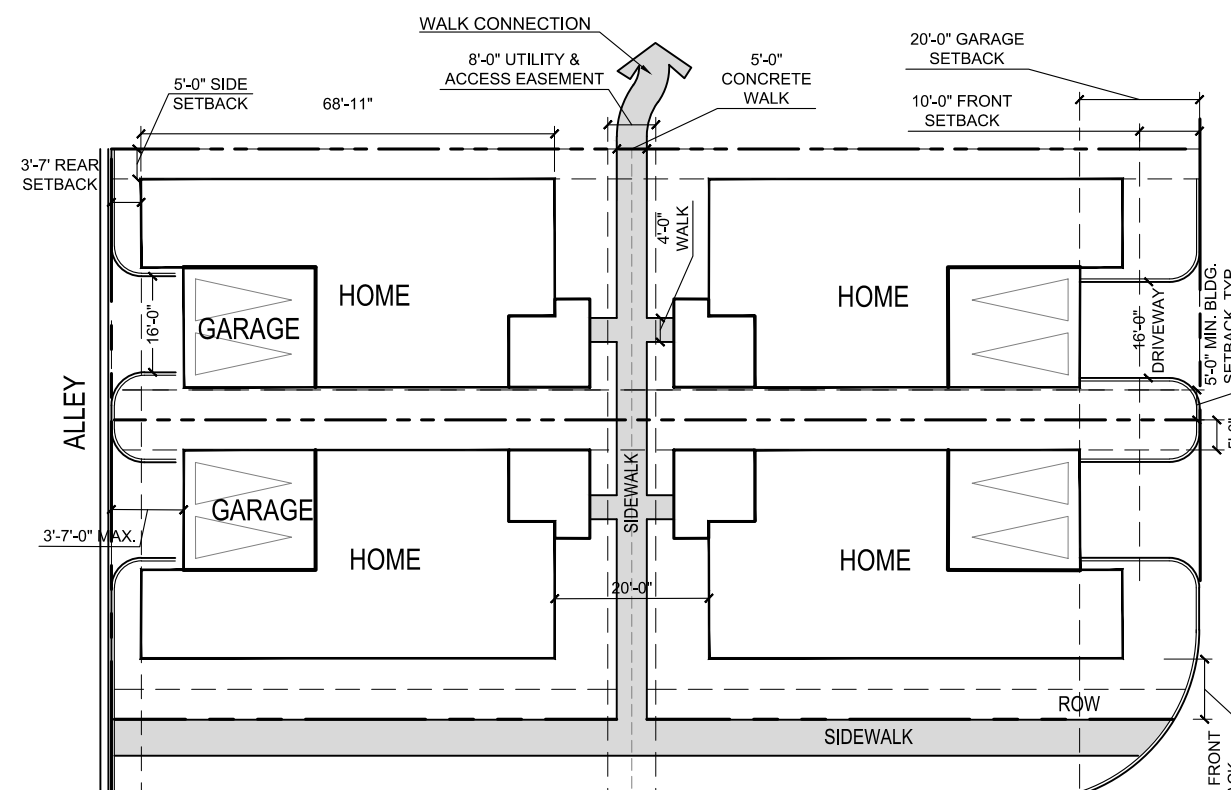 WALK CONNECTION
8'-0" UTILITY &
ACCESS EASEMENT
5'-0"
CONCRETE
WALK
20'-0" GARAGE
SETBACK
10'-0" FRONT
SETBACK
5'-0" SIDE
SETBACK
68'-11"
3'-7' REAR
SETBACK
4'-0"
WALK
HOME
HOME
GARAGE
16'-0"
16'-0"
DRIVEWAY
5'-0" MIN. BLDG.
SETBACK, TYP.
ALLEY
SIDEWALK
GARAGE
3'-7'-0" MAX.
HOME
HOME
20'-0"
ROW
SIDEWALK
FRONT